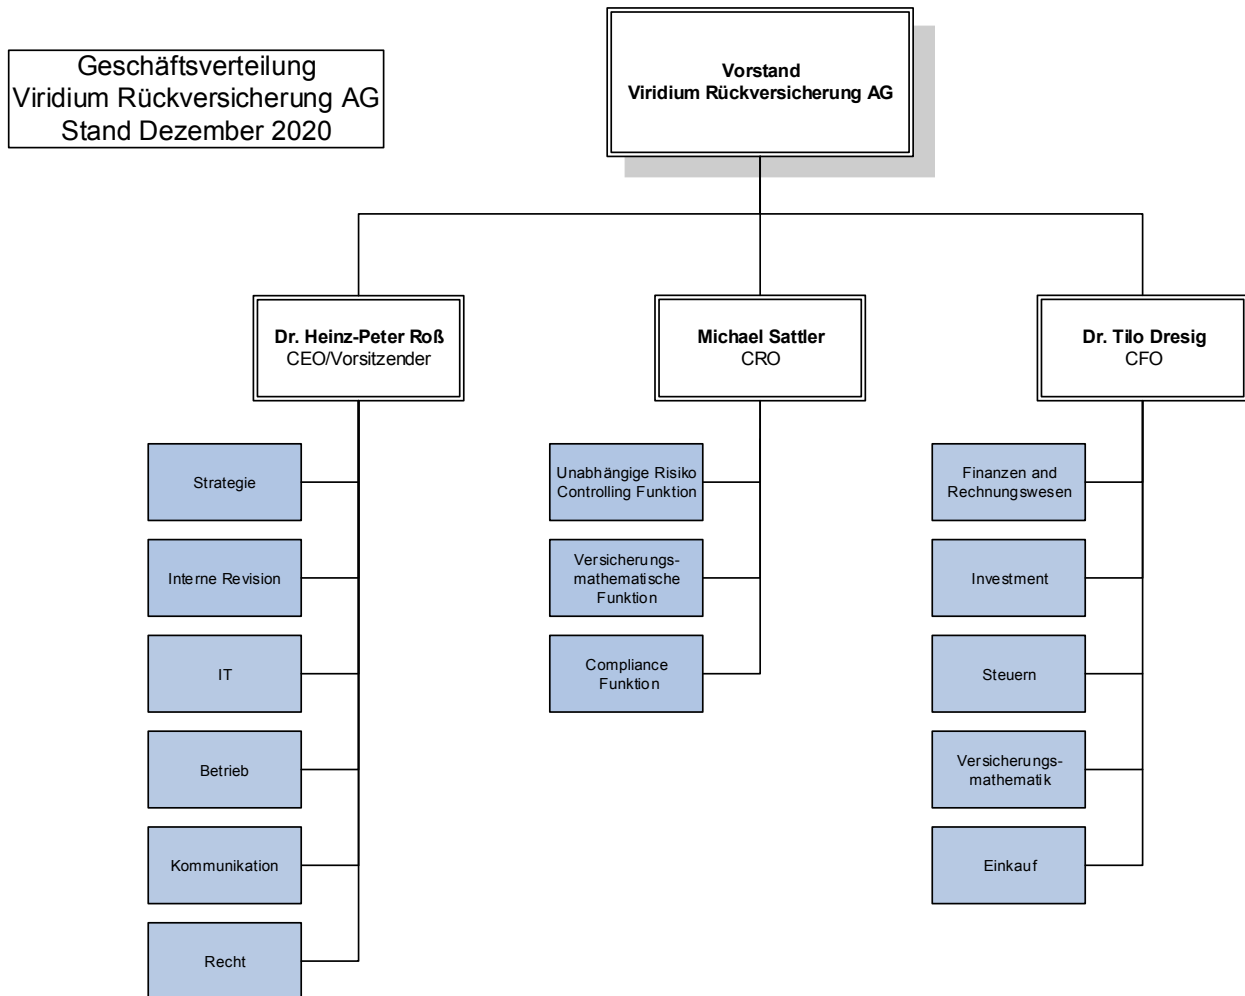 Geschäftsverteilung
Viridium Rückversicherung AG
Stand Dezember 2020
Vorstand
Viridium Rückversicherung AG
Dr. Heinz-Peter Roß
CEO/Vorsitzender
Michael Sattler
CRO
Dr. Tilo Dresig
CFO
Strategie
Interne Revision
IT
Betrieb
Kommunikation
Recht
Unabhängige Risiko
Controlling Funktion
Versicherungs-
mathematische
Funktion
Compliance
Funktion
Finanzen and
Rechnungswesen
Investment
Steuern
Versicherungs-
mathematik
Einkauf